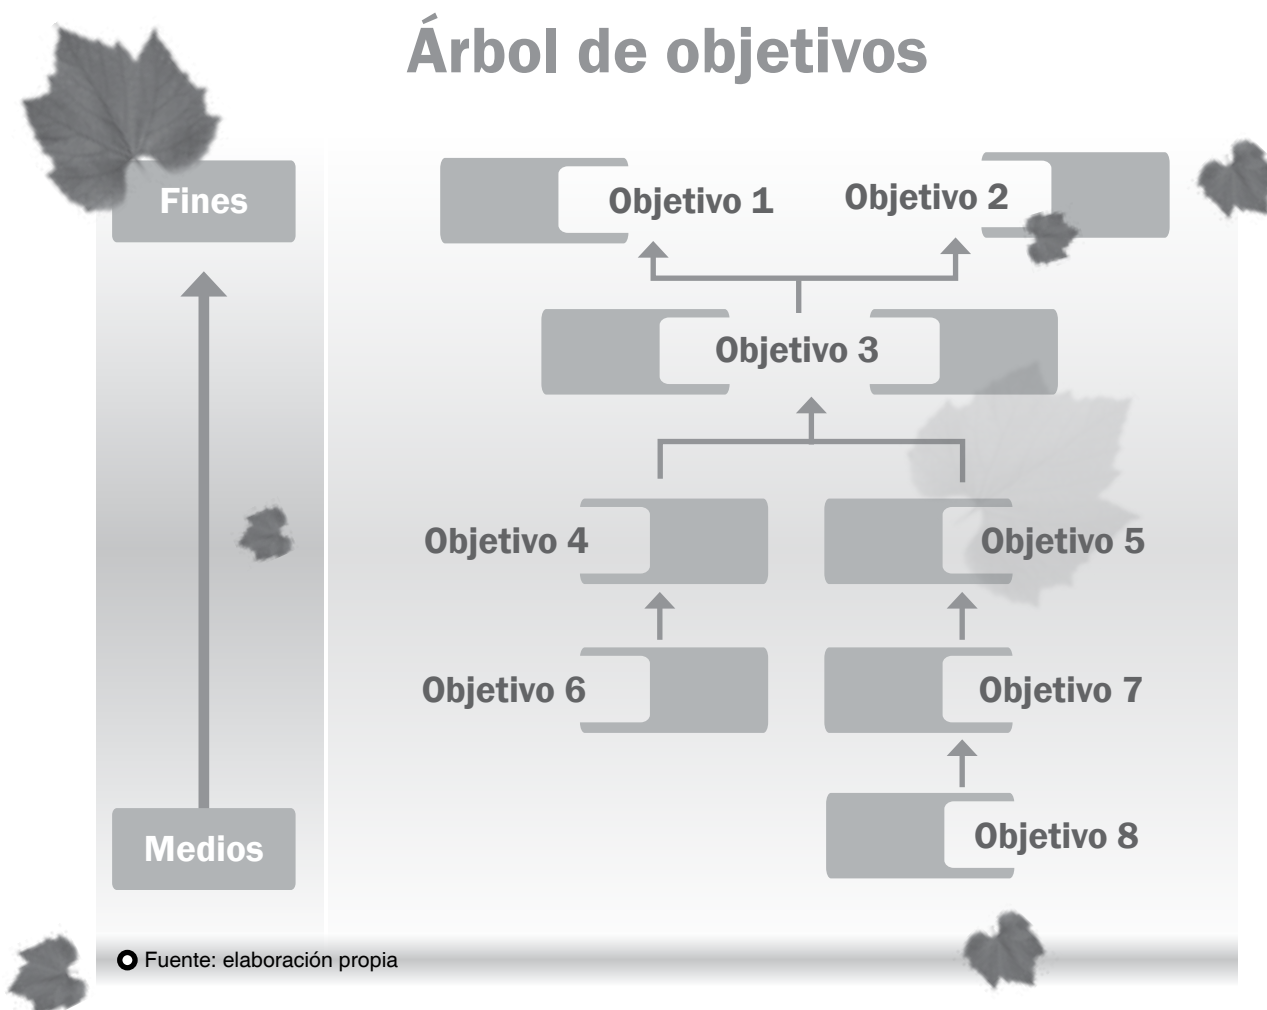 Árbol de objetivos
Fines
Objetivo 1
Objetivo 2
Objetivo 3
Objetivo 4
Objetivo 5
Objetivo 6
Objetivo 7
Medios
Objetivo 8
Fuente: elaboración propia